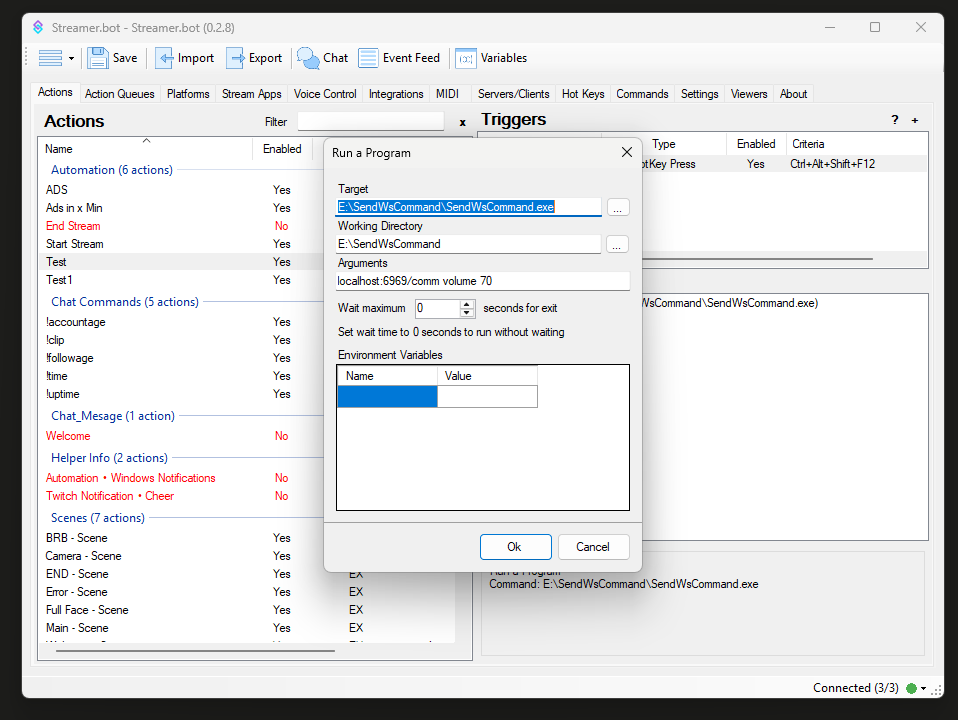 Streamer.bot - Streamer.bot (0.2.8)
Save Import Export Chat Event Feed Variables
Actions Action Queues Platforms Stream Apps Voice Control Integrations MIDI Servers/Clients Hot Keys Commands Settings Viewers About
Actions
Filter
x
Name Enabled
Automation (6 actions)
ADS Yes
Ads in x Min Yes
End Stream No
Start Stream Yes
Test Yes
Test1 Yes
Chat Commands (5 actions)
!accountage Yes
!clip Yes
!followage Yes
!time Yes
!uptime Yes
Chat_Mesage (1 action)
Welcome No
Helper Info (2 actions)
Automation • Windows Notifications No
Twitch Notification • Cheer No
Scenes (7 actions)
BRB - Scene Yes
Camera - Scene Yes
END - Scene Yes EX
Error - Scene Yes EX
Full Face - Scene Yes EX
Main - Scene Yes EX
Triggers
? +
Type Enabled Criteria
otKey Press Yes Ctrl+Alt+Shift+F12
WsCommand\SendWsCommand.exe)
Run a Program
Target
E:\SendWsCommand\SendWsCommand.exe
...
Working Directory
E:\SendWsCommand
...
Arguments
localhost:6969/comm volume 70
Wait maximum 0 seconds for exit
Set wait time to 0 seconds to run without waiting
Environment Variables
Name Value
Ok Cancel
Run a Program
Command: E:\SendWsCommand\SendWsCommand.exe
Connected (3/3)